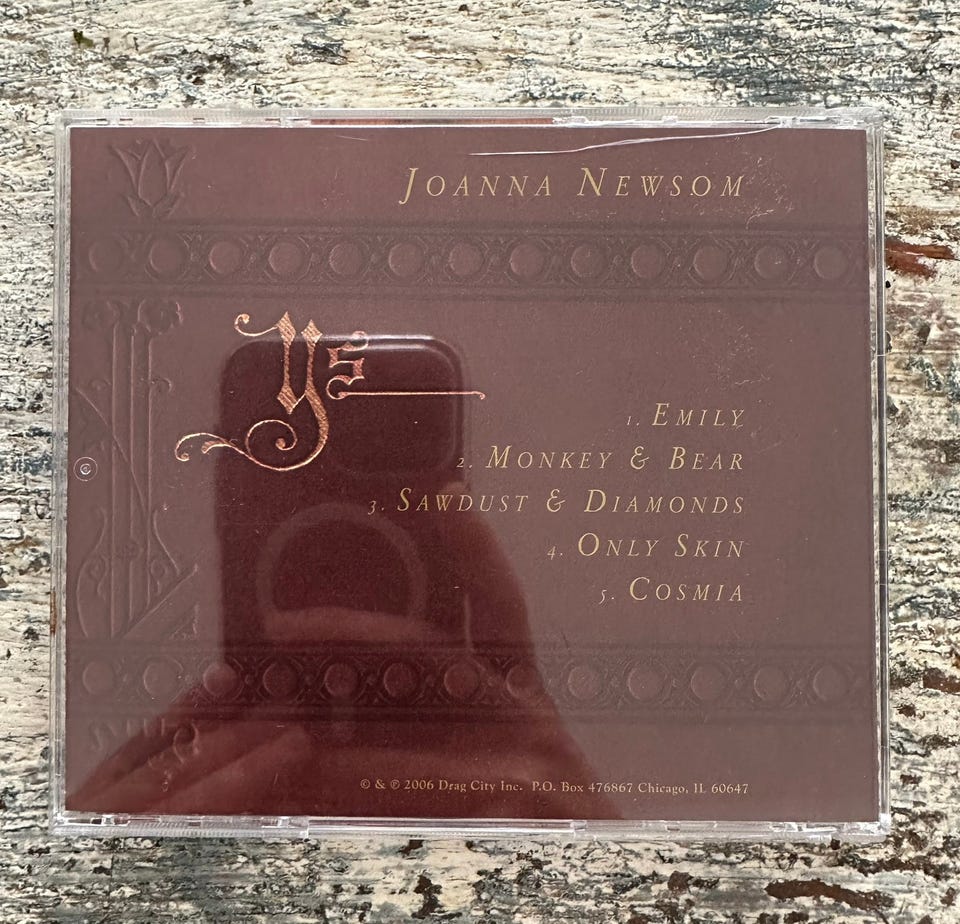 JOANNA NEWSOM
Ys
1. EMILY
2. MONKEY & BEAR
3. SAWDUST & DIAMONDS
4. ONLY SKIN
5. COSMIA
© & ℗ 2006 Drag City Inc. P.O. Box 476867 Chicago, IL 60647